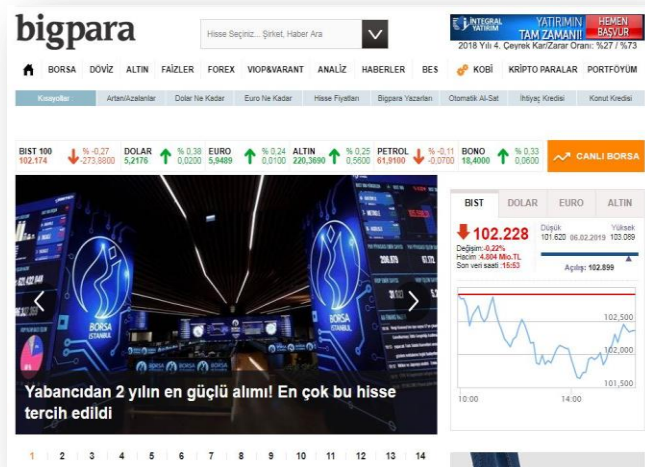 bigpara
Hisse Seçiniz... Şirket, Haber Ara
INTEGRAL YATIRIM
YATIRIMIN TAM ZAMANI!
HEMEN BAŞVUR
2018 Yılı 4. Çeyrek Kar/Zarar Oranı: %27 / %73
BORSA DÖVİZ ALTIN FAİZLER FOREX VIOP&VARANT ANALİZ HABERLER BES KOBİ KRİPTO PARALAR PORTFÖYÜM
Kısayollar Artan/Azalanlar Dolar Ne Kadar Euro Ne Kadar Hisse Fiyatları Bigpara Yazarları Otomatik Al-Sat İhtiyaç Kredisi Konut Kredisi
BIST 100 % -0,27 DOLAR % 0,38 EURO % 0,24 ALTIN % 0,25 PETROL % -0,11 BONO % 0,33
102.174 -273,8800 5,2176 0,0200 5,9489 0,0100 220,3690 0,5600 61,9100 -0,0700 18,4000 0,0600
CANLI BORSA
BORSA
İSTANBUL
BORSA
İSTANBUL
Yabancıdan 2 yılın en güçlü alımı! En çok bu hisse
tercih edildi
1 2 3 4 5 6 7 8 9 10 11 12 13 14
BIST DOLAR EURO ALTIN
102.228
Değişim:-0,22%
Hacim :4.804 Mio.TL
Son veri saati :15:53
Düşük Yüksek
101.620 06.02.2019 103.089
Açılış: 102.899
102,500
102,000
101,500
10:00 14:00